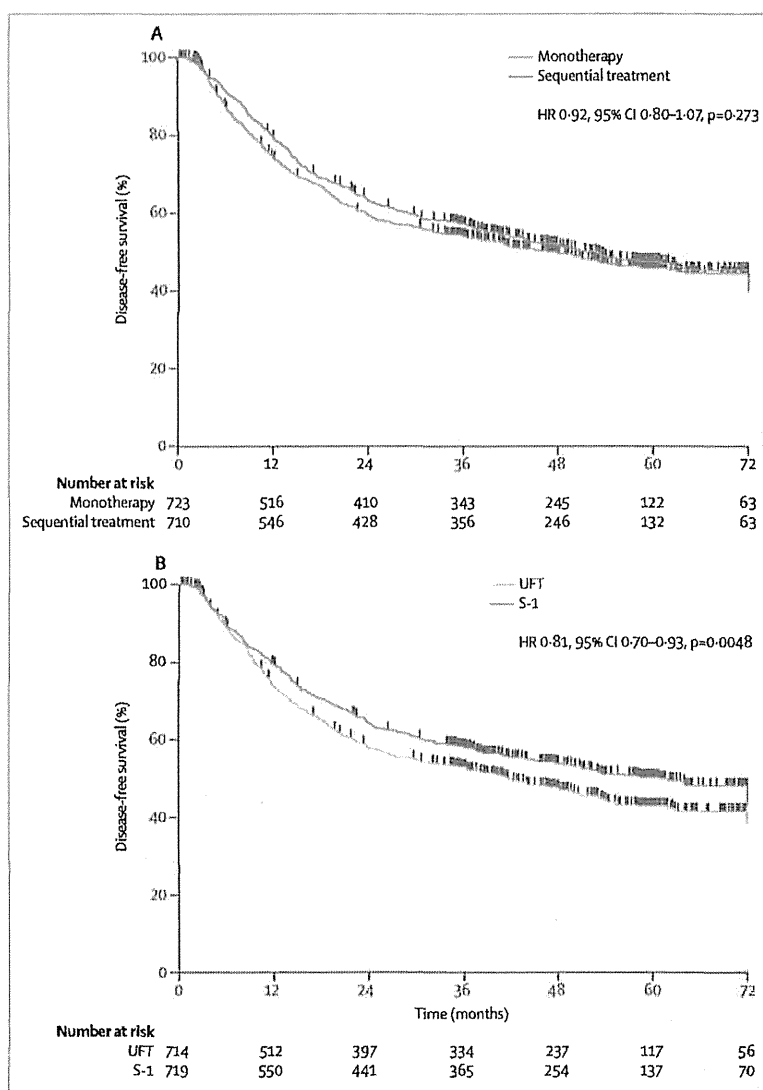 A
Monotherapy
Sequential treatment
HR 0·92, 95% CI 0·80–1·07, p=0·273
Disease-free survival (%)
100
80
60
40
20
0
0 12 24 36 48 60 72
Number at risk
Monotherapy 723 516 410 343 245 122 63
Sequential treatment 710 546 428 356 246 132 63
B
UFT
S-1
HR 0·81, 95% CI 0·70–0·93, p=0·0048
Disease-free survival (%)
100
80
60
40
20
0
0 12 24 36 48 60 72
Time (months)
Number at risk
UFT 714 512 397 334 237 117 56
S-1 719 550 441 365 254 137 70